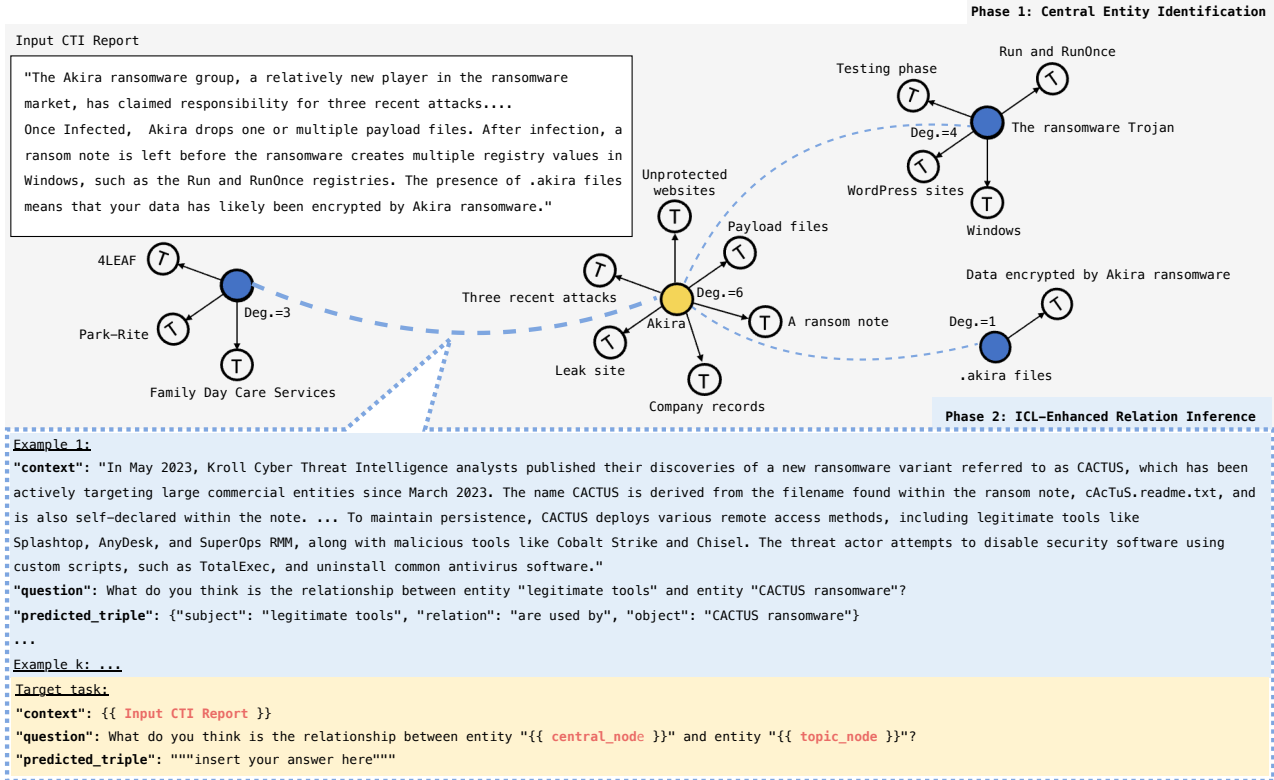 Phase 1: Central Entity Identification
Input CTI Report
"The Akira ransomware group, a relatively new player in the ransomware
market, has claimed responsibility for three recent attacks....
Once Infected, Akira drops one or multiple payload files. After infection, a
ransom note is left before the ransomware creates multiple registry values in
Windows, such as the Run and RunOnce registries. The presence of .akira files
means that your data has likely been encrypted by Akira ransomware."
Run and RunOnce
T
Testing phase
T
Deg.=4
The ransomware Trojan
T
WordPress sites
T
Windows
Unprotected
websites
T
Payload files
T
4LEAF
T
Deg.=3
Park-Rite
T
T
Family Day Care Services
T
Three recent attacks
Deg.=6
Akira
T
A ransom note
T
Leak site
T
Company records
Data encrypted by Akira ransomware
T
Deg.=1
.akira files
Phase 2: ICL-Enhanced Relation Inference
Example 1:
"context": "In May 2023, Kroll Cyber Threat Intelligence analysts published their discoveries of a new ransomware variant referred to as CACTUS, which has been
actively targeting large commercial entities since March 2023. The name CACTUS is derived from the filename found within the ransom note, cAcTuS.readme.txt, and
is also self-declared within the note. ... To maintain persistence, CACTUS deploys various remote access methods, including legitimate tools like
Splashtop, AnyDesk, and SuperOps RMM, along with malicious tools like Cobalt Strike and Chisel. The threat actor attempts to disable security software using
custom scripts, such as TotalExec, and uninstall common antivirus software."
"question": What do you think is the relationship between entity "legitimate tools" and entity "CACTUS ransomware"?
"predicted_triple": {"subject": "legitimate tools", "relation": "are used by", "object": "CACTUS ransomware"}
...
Example k: ...
Target task:
"context": {{ Input CTI Report }}
"question": What do you think is the relationship between entity "{{ central_node }}" and entity "{{ topic_node }}"?
"predicted_triple": """insert your answer here"""